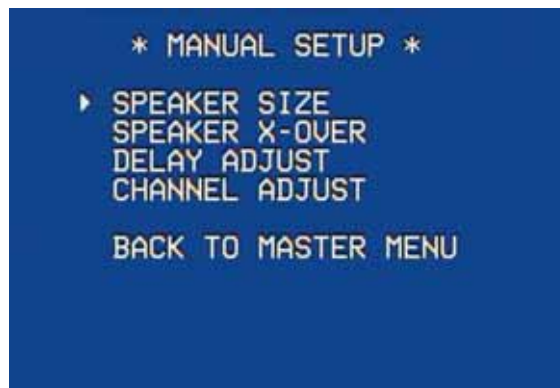 * MANUAL SETUP *
SPEAKER SIZE
SPEAKER X-OVER
DELAY ADJUST
CHANNEL ADJUST
BACK TO MASTER MENU